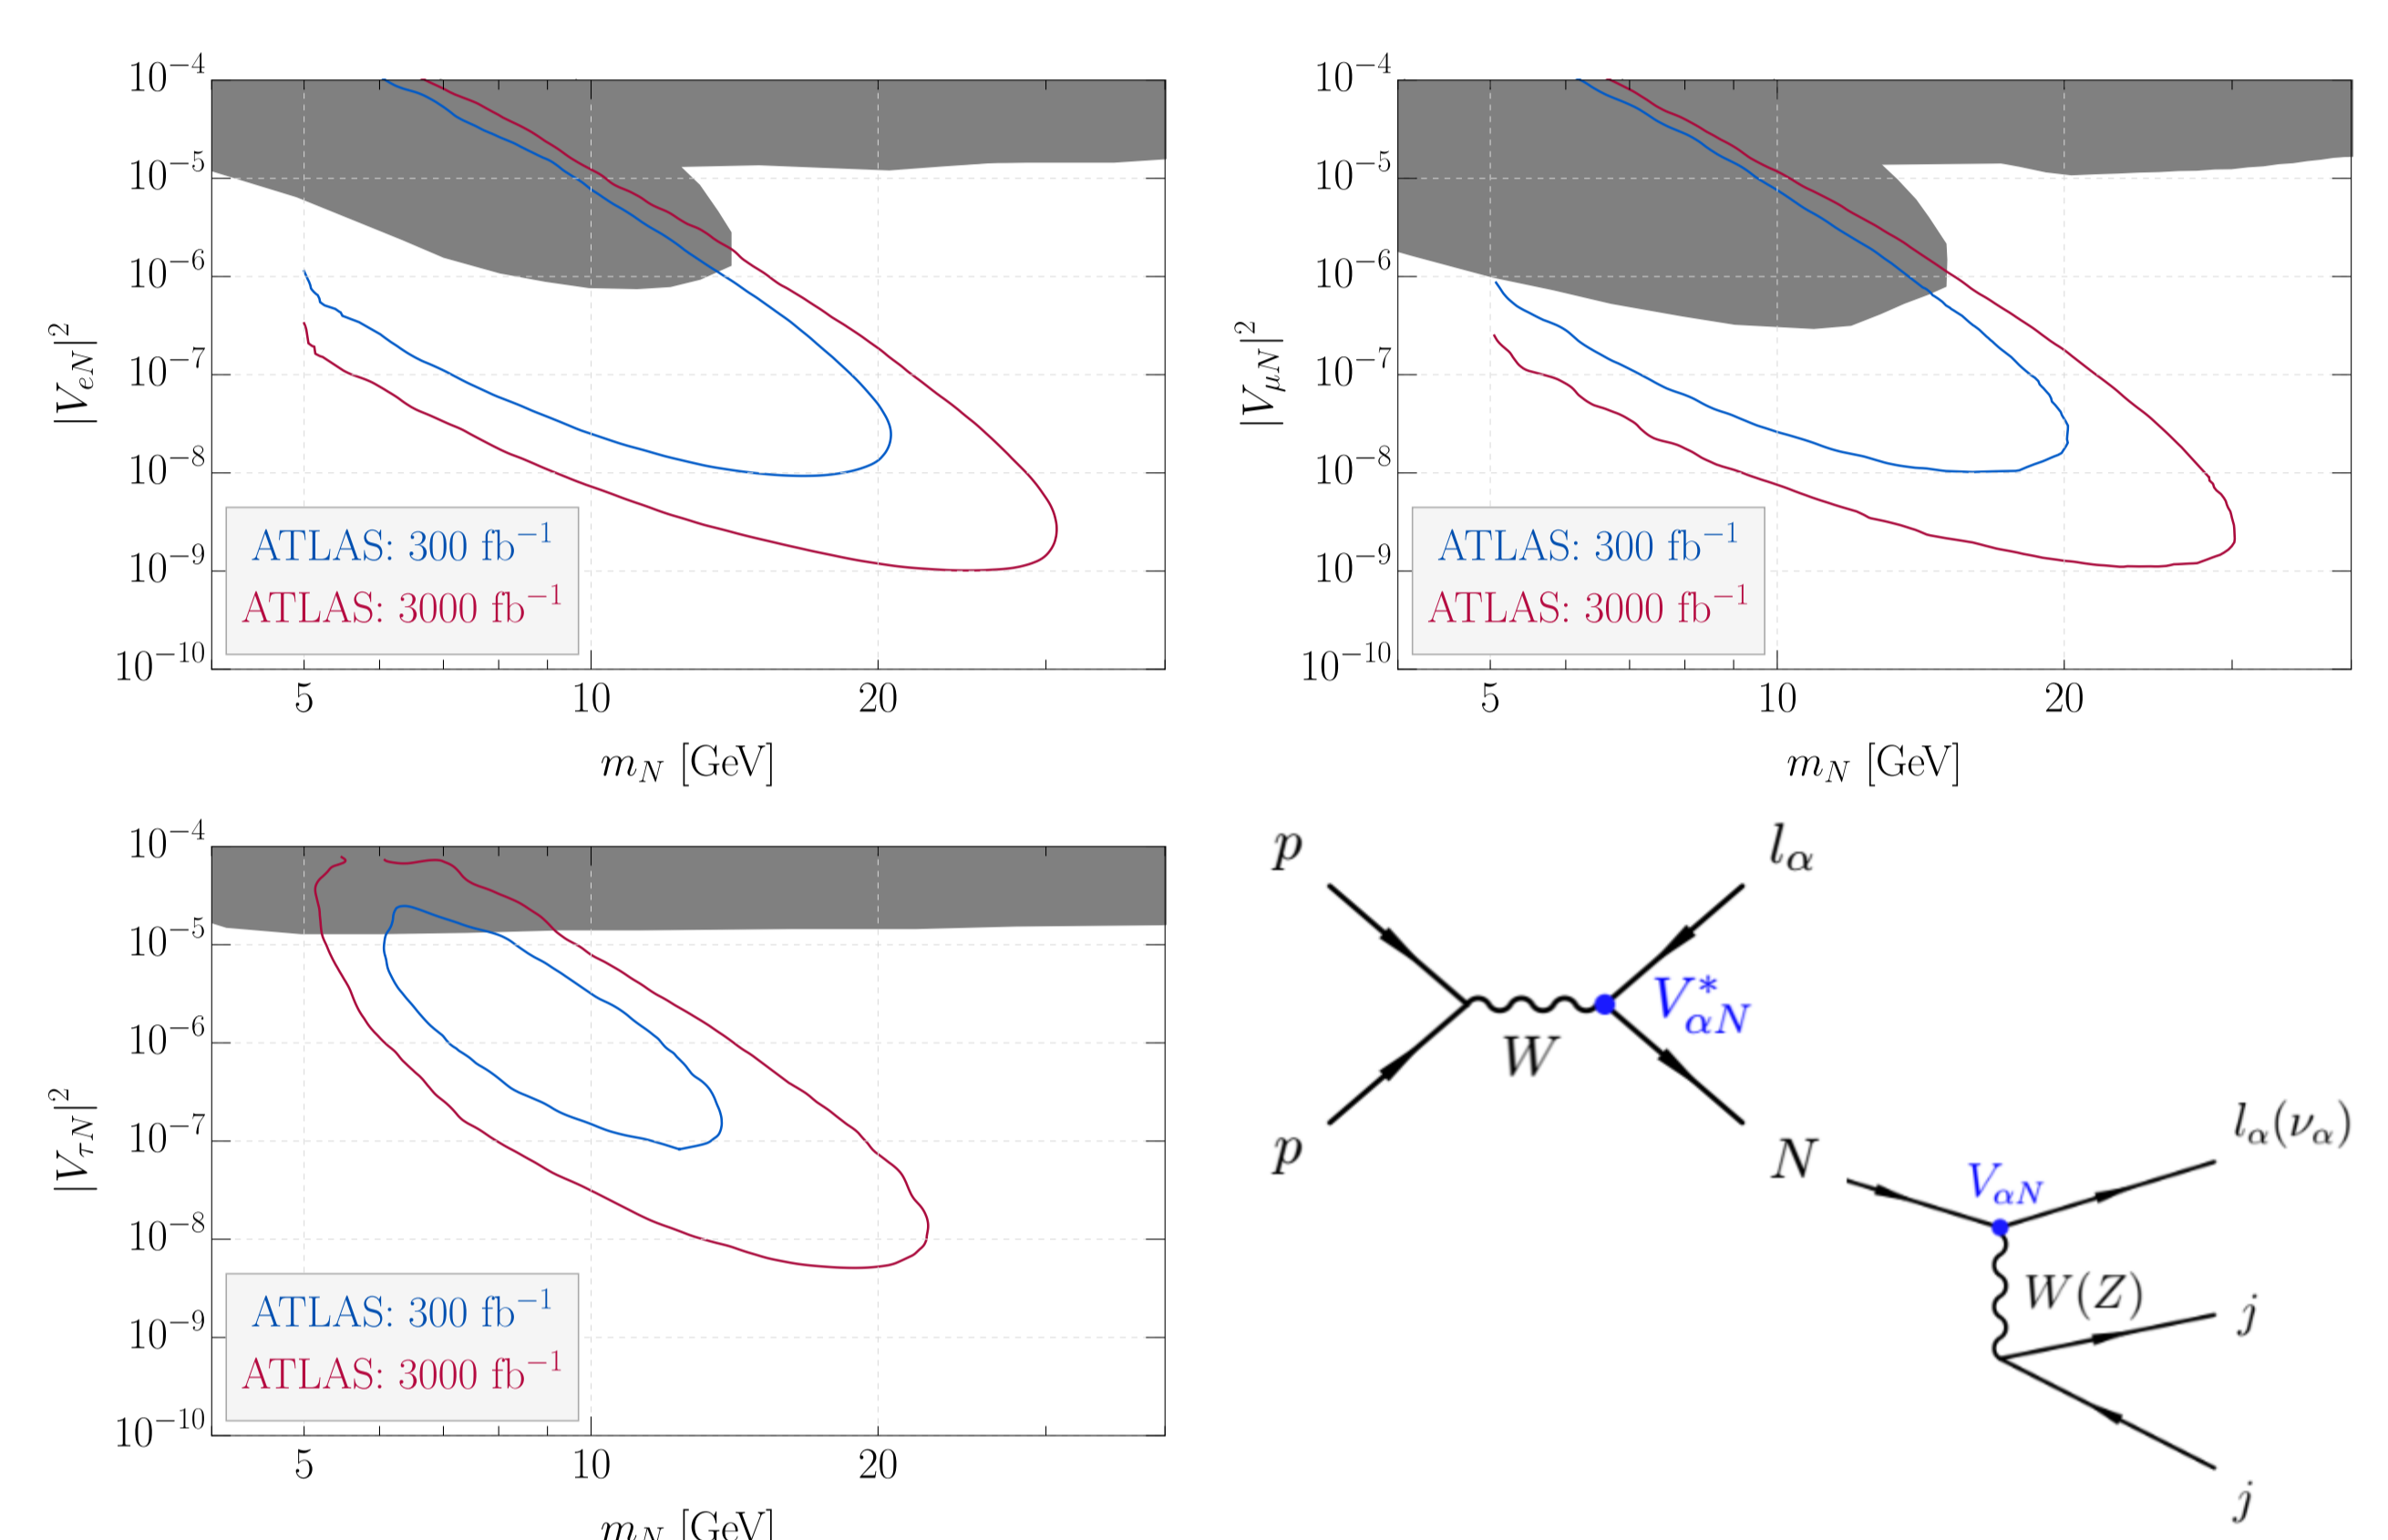 10⁻⁴
10⁻⁵
10⁻⁶
10⁻⁷
10⁻⁸
10⁻⁹
10⁻¹⁰
|V_{eN}|²
ATLAS: 300 fb⁻¹
ATLAS: 3000 fb⁻¹
5 10 20
m_N [GeV]
10⁻⁴
10⁻⁵
10⁻⁶
10⁻⁷
10⁻⁸
10⁻⁹
10⁻¹⁰
|V_{μN}|²
ATLAS: 300 fb⁻¹
ATLAS: 3000 fb⁻¹
5 10 20
m_N [GeV]
10⁻⁴
10⁻⁵
10⁻⁶
10⁻⁷
10⁻⁸
10⁻⁹
10⁻¹⁰
|V_{τN}|²
ATLAS: 300 fb⁻¹
ATLAS: 3000 fb⁻¹
5 10 20
m_N [GeV]
p
l_α
V*_{αN}
W
p
N
l_α(ν_α)
V_{αN}
W(Z)
j
j